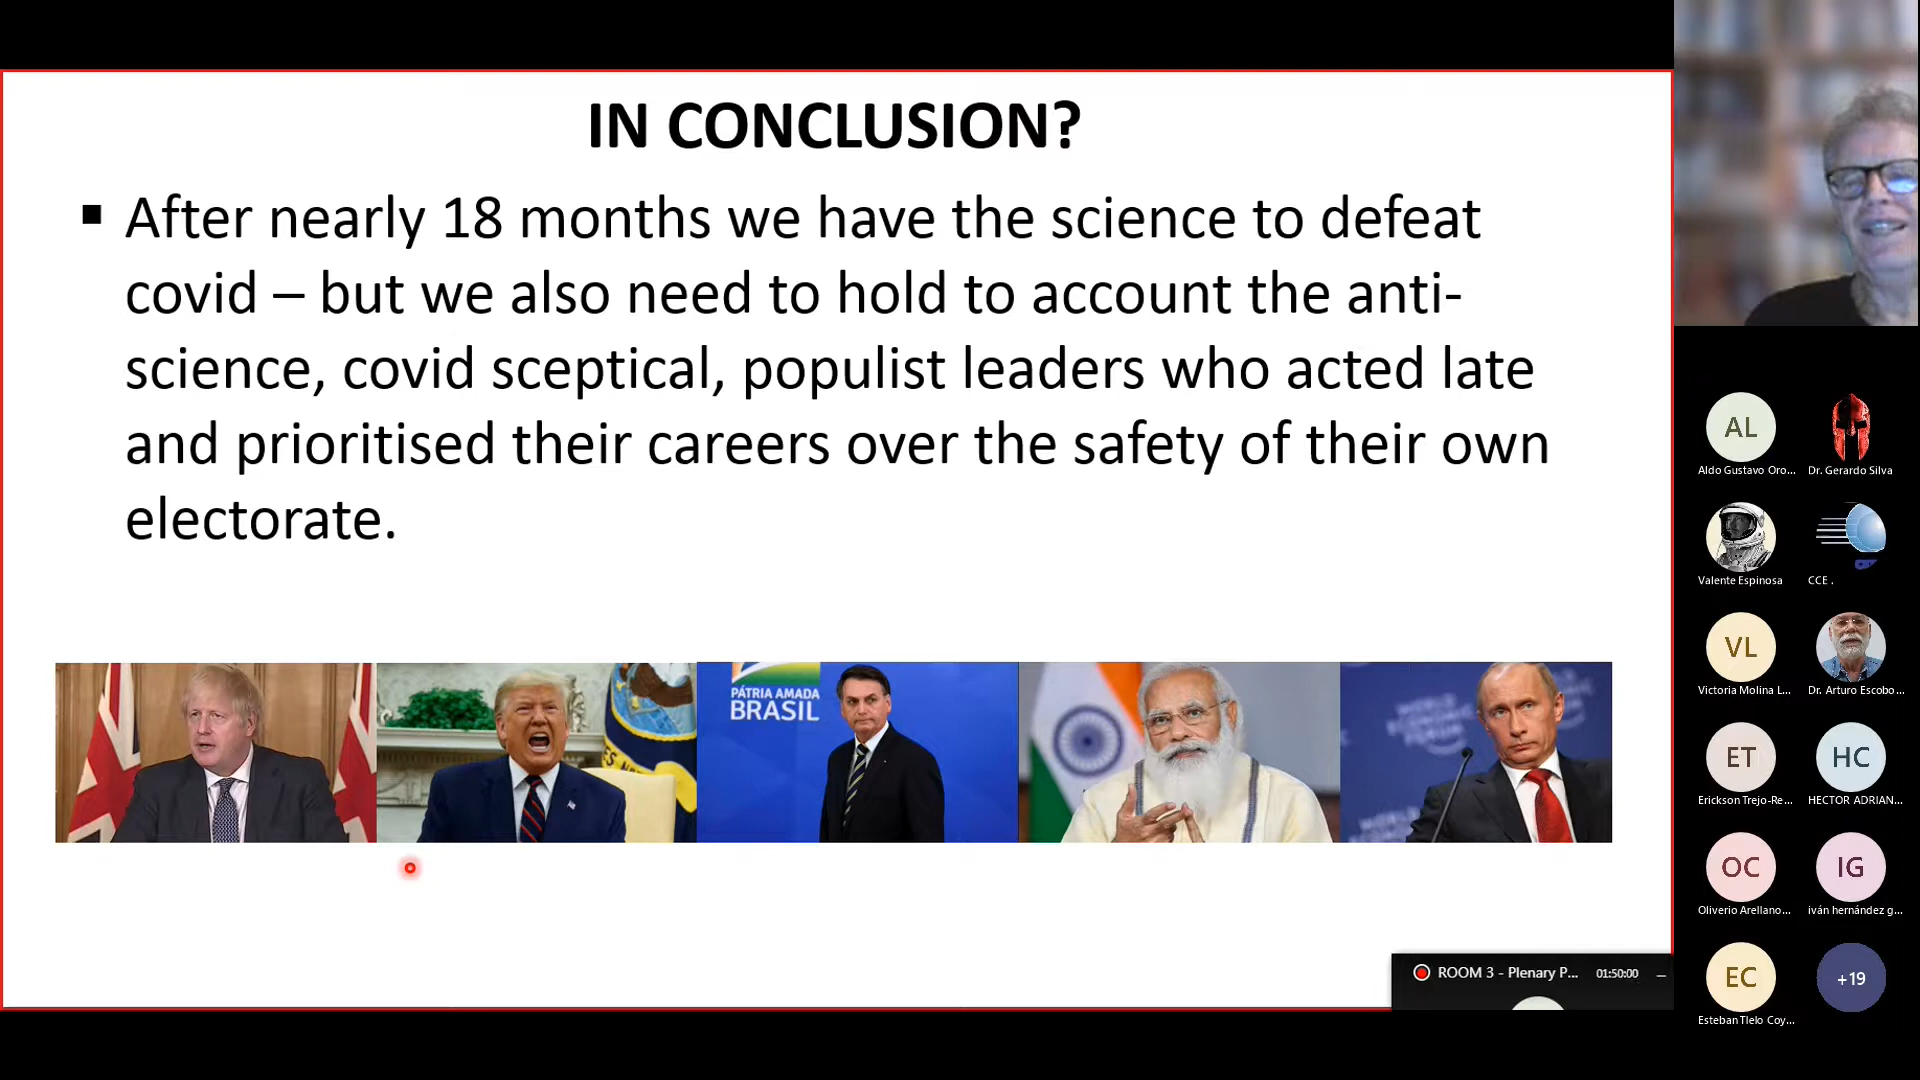 IN CONCLUSION?
▪ After nearly 18 months we have the science to defeat
covid – but we also need to hold to account the anti-
science, covid sceptical, populist leaders who acted late
and prioritised their careers over the safety of their own
electorate.
PÁTRIA AMADA
BRASIL
WORLD
ECONOMIC
FORUM
ROOM 3 - Plenary P... 01:50:00
AL
Aldo Gustavo Oro...
Dr. Gerardo Silva
Valente Espinosa
CCE .
VL
Victoria Molina L...
Dr. Arturo Escobo...
ET
Erickson Trejo-Re...
HC
HECTOR ADRIAN...
OC
Oliverio Arellano...
IG
iván hernández g...
EC
Esteban Tlelo Coy...
+19